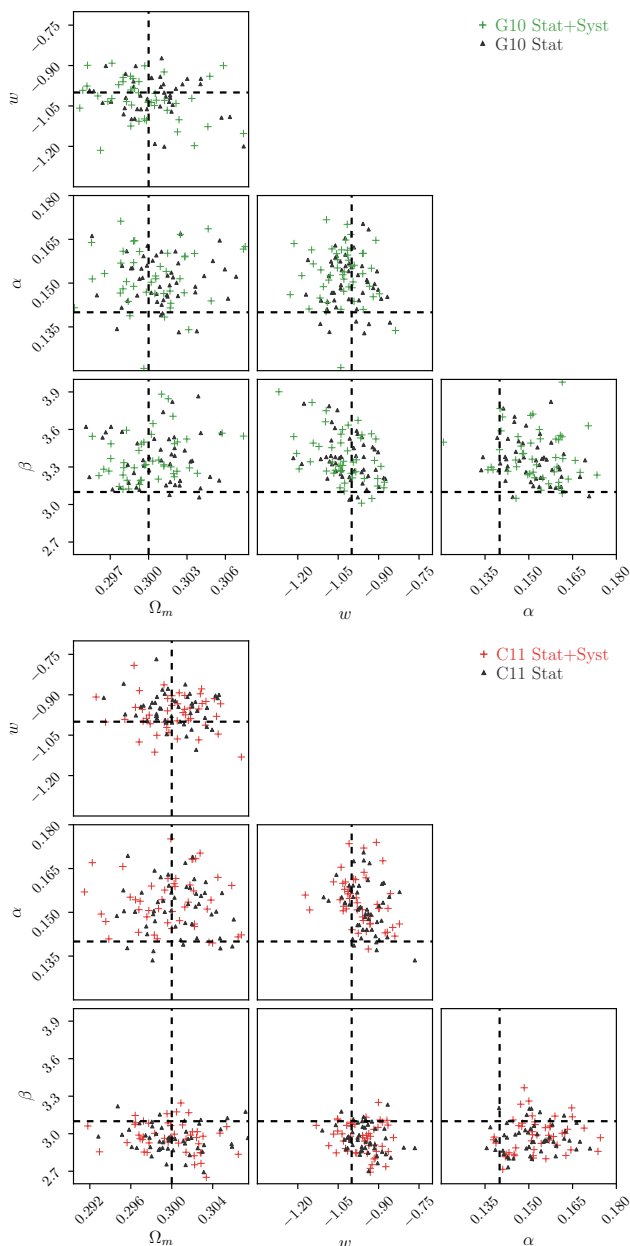 −0.75
−0.90
−1.05
−1.20
w
+ G10 Stat+Syst
▲ G10 Stat
0.180
0.165
0.150
0.135
α
3.9
3.6
3.3
3.0
2.7
β
0.297 0.300 0.303 0.306
−1.20 −1.05 −0.90 −0.75
0.135 0.150 0.165 0.180
Ωm w α
−0.75
−0.90
−1.05
−1.20
w
+ C11 Stat+Syst
▲ C11 Stat
0.180
0.165
0.150
0.135
α
3.9
3.6
3.3
3.0
2.7
β
0.292 0.296 0.300 0.304
−1.20 −1.05 −0.90 −0.75
0.135 0.150 0.165 0.180
Ωm w α